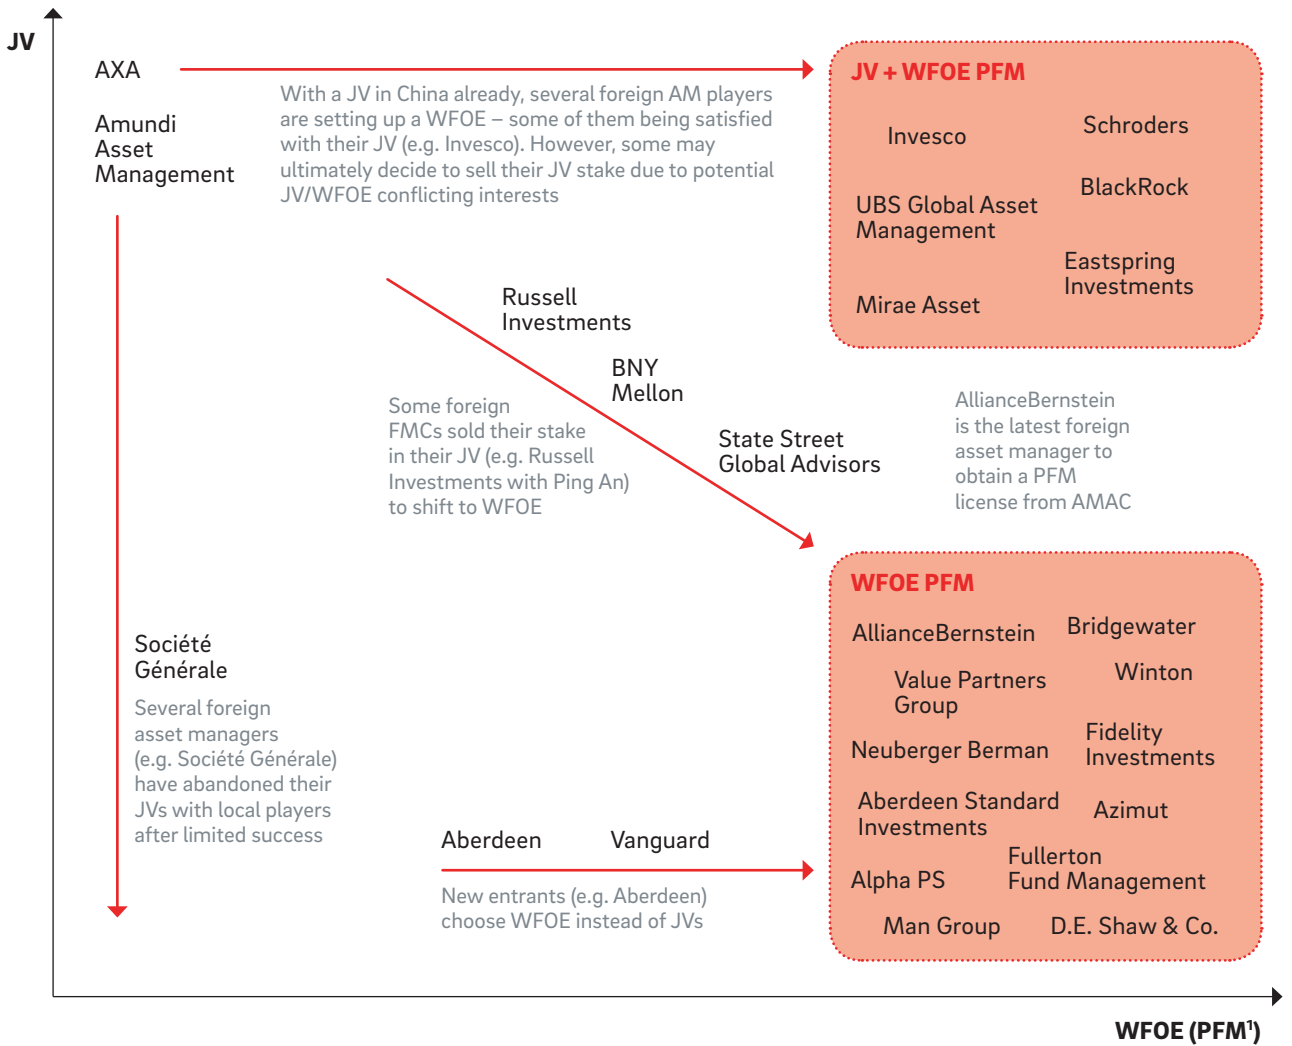 JV
AXA
Amundi
Asset
Management
With a JV in China already, several foreign AM players
are setting up a WFOE – some of them being satisfied
with their JV (e.g. Invesco). However, some may
ultimately decide to sell their JV stake due to potential
JV/WFOE conflicting interests
JV + WFOE PFM
Invesco
Schroders
BlackRock
UBS Global Asset
Management
Eastspring
Investments
Mirae Asset
Russell
Investments
BNY
Mellon
State Street
Global Advisors
Some foreign
FMCs sold their stake
in their JV (e.g. Russell
Investments with Ping An)
to shift to WFOE
AllianceBernstein
is the latest foreign
asset manager to
obtain a PFM
license from AMAC
Société
Générale
Several foreign
asset managers
(e.g. Société Générale)
have abandoned their
JVs with local players
after limited success
Aberdeen
Vanguard
New entrants (e.g. Aberdeen)
choose WFOE instead of JVs
WFOE PFM
AllianceBernstein
Bridgewater
Winton
Value Partners
Group
Fidelity
Investments
Neuberger Berman
Aberdeen Standard
Investments
Azimut
Fullerton
Fund Management
Alpha PS
Man Group
D.E. Shaw & Co.
WFOE (PFM¹)